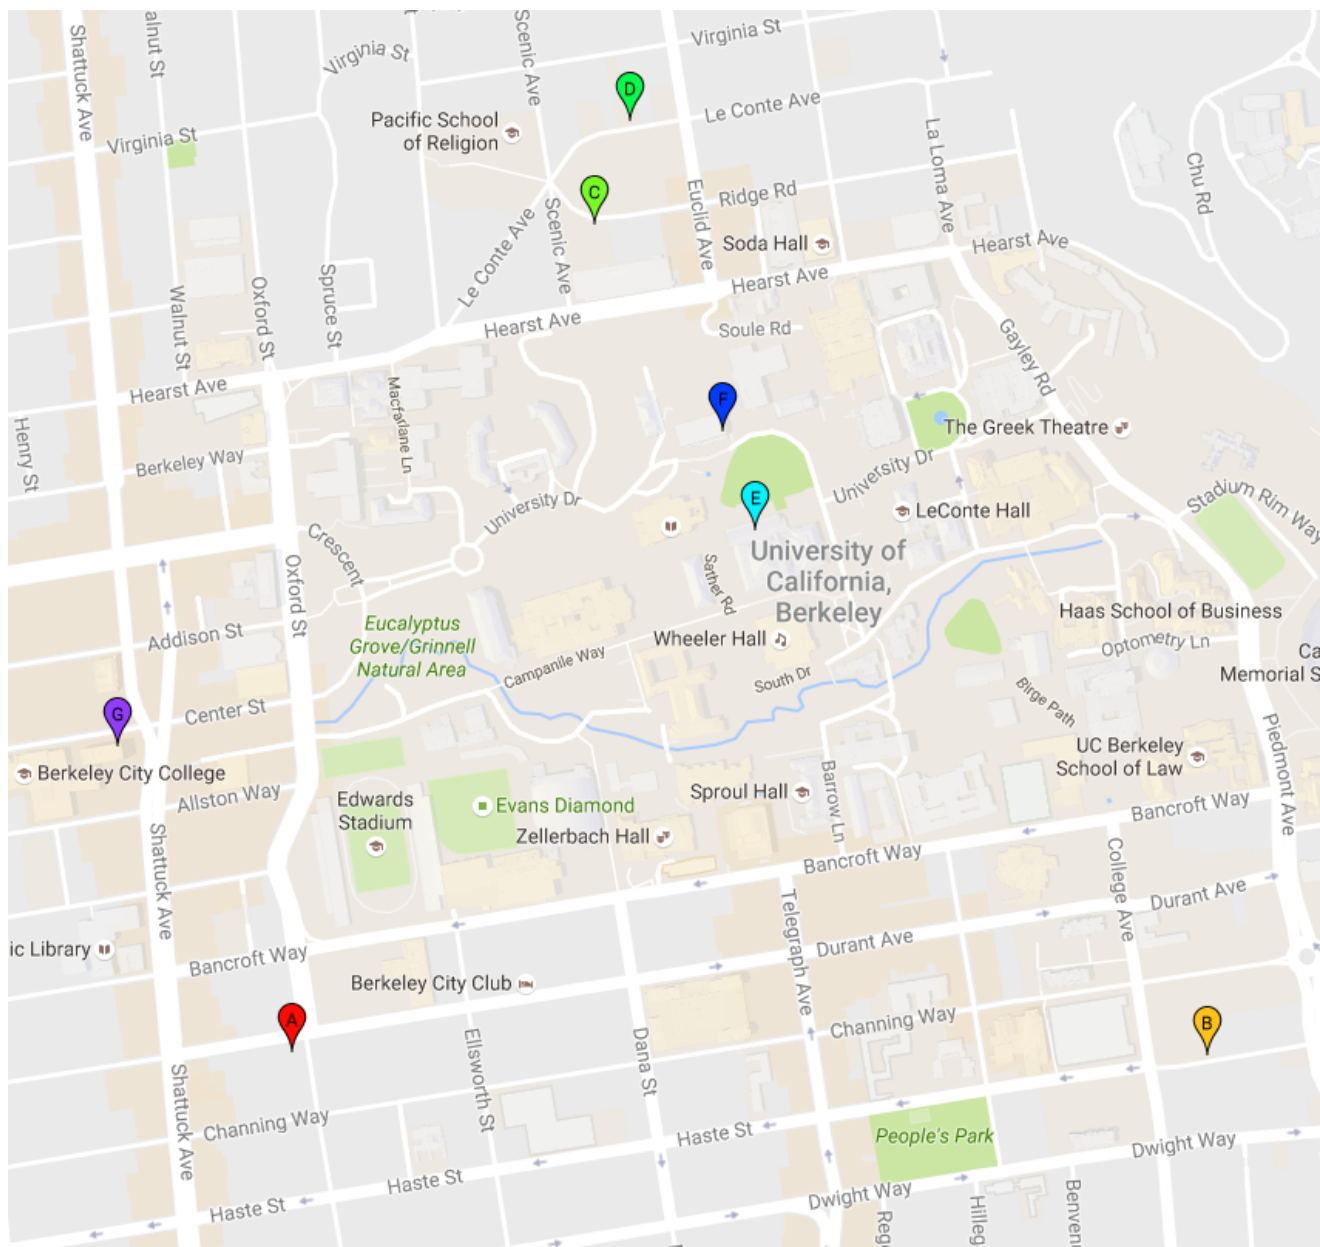 Shattuck Ave
alnut St
Virginia St
Scenic Ave
Virginia St
D
Le Conte Ave
Pacific School
of Religion
Virginia St
La Loma Ave
Chu Rd
C
Euclid Ave
Ridge Rd
Scenic Ave
Le Conte Ave
Soda Hall
Hearst Ave
Hearst Ave
Walnut St
Oxford St
Spruce St
Hearst Ave
Soule Rd
Gayley Rd
Hearst Ave
Macfarlane Ln
F
Henry St
Berkeley Way
The Greek Theatre
University Dr
University Dr
E
LeConte Hall
Stadium Rim Way
Crescent
Oxford St
University of
California,
Berkeley
Sather Rd
Addison St
Eucalyptus
Grove/Grinnell
Natural Area
Wheeler Hall
Campanile Way
South Dr
Haas School of Business
Optometry Ln
Ca
Memorial S
Birge Path
G
Center St
Piedmont Ave
UC Berkeley
School of Law
Berkeley City College
Allston Way
Edwards
Stadium
Evans Diamond
Sproul Hall
Barrow Ln
Zellerbach Hall
Bancroft Way
Bancroft Way
Shattuck Ave
College Ave
Durant Ave
Telegraph Ave
Durant Ave
ic Library
Bancroft Way
Berkeley City Club
A
B
Channing Way
Ellsworth St
Dana St
Shattuck Ave
Channing Way
Haste St
People's Park
Dwight Way
Haste St
Haste St
Dwight Way
Rege
Hilleg
Benvenu